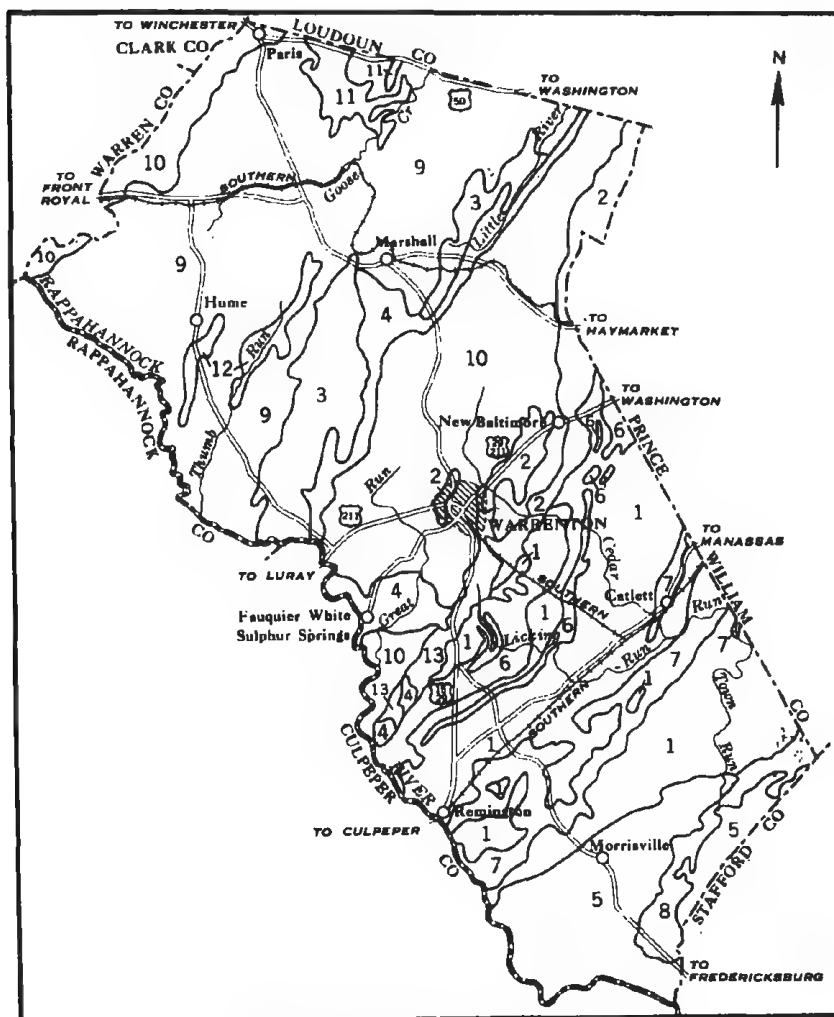 TO WINCHESTER
LOUDOUN CO
CLARK CO
Paris
N
TO WASHINGTON
11
11
50
WARREN CO
10
Goose Cr
9
River
TO FRONT ROYAL
SOUTHERN
3
2
Little
Marshall
10
9
4
Hume
TO HAYMARKET
RAPPAHANNOCK
RAPPAHANNOCK CO
12
Run
10
9
3
TO WASHINGTON
New Baltimore
6
6
PRINCE WILLIAM CO
Thumb
29
211
2
Run
2
6
211
2
1
WARRENTON
TO MANASSAS
1
Cedar Run
SOUTHERN
TO LURAY
4
7
Catlett
Great
Fauquier White
Sulphur Springs
1
6
Licking
Run
10
13
1
6
7
7
13
4
15
1
Town Run
4
SOUTHERN
CULPEPER CO
1
1
RIVER
1
Remington
5
TO CULPEPER
1
Morrisville
STAFFORD CO
7
5
8
TO FREDERICKSBURG